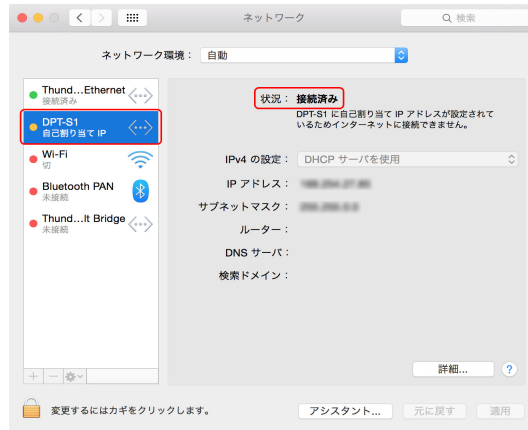 ネットワーク
検索
ネットワーク環境：
自動
Thund...Ethernet
接続済み
DPT-S1
自己割り当て IP
Wi-Fi
切
Bluetooth PAN
未接続
Thund...lt Bridge
未接続
状況：
接続済み
DPT-S1 に自己割り当て IP アドレスが設定されて
いるためインターネットに接続できません。
IPv4 の設定：
DHCP サーバを使用
IP アドレス：
サブネットマスク：
ルーター：
DNS サーバ：
検索ドメイン：
詳細...
?
変更するにはカギをクリックします。
アシスタント...
元に戻す
適用